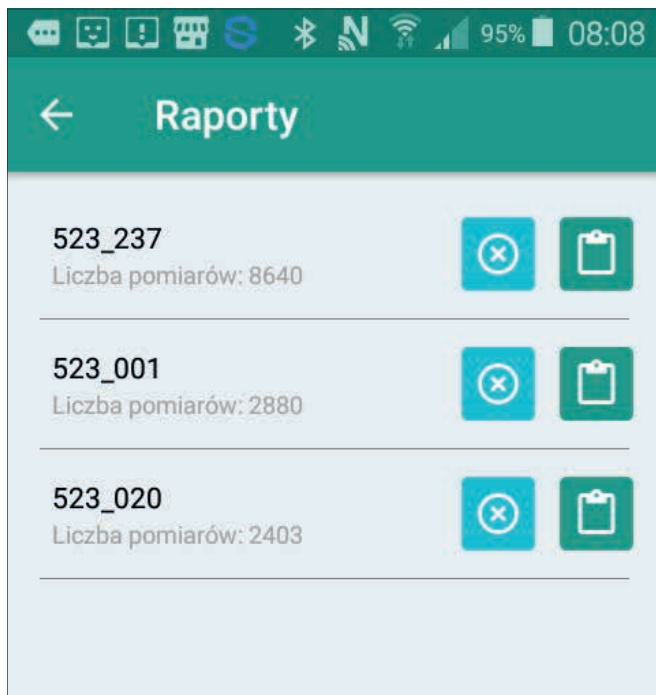 95% 08:08
Raporty
523_237
Liczba pomiarów: 8640
523_001
Liczba pomiarów: 2880
523_020
Liczba pomiarów: 2403